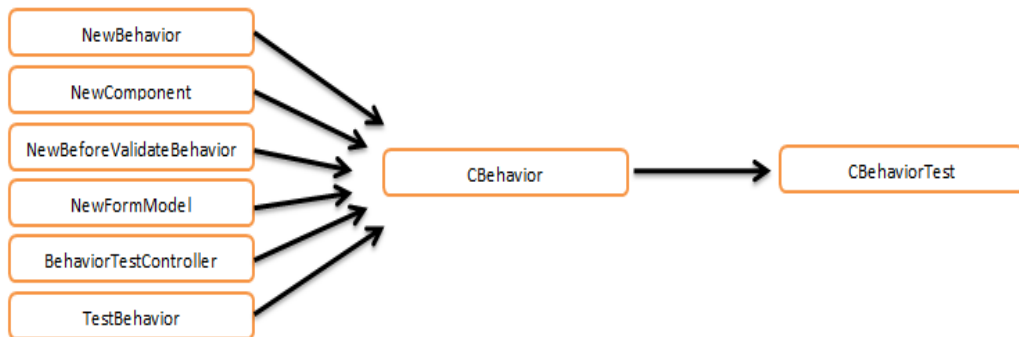 NewBehavior
NewComponent
NewBeforeValidateBehavior
NewFormModel
BehaviorTestController
TestBehavior
CBehavior
CBehaviorTest